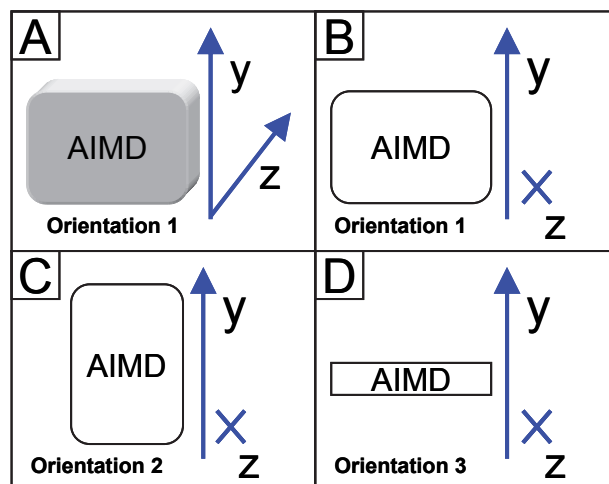 A
y
AIMD
z
Orientation 1
B
y
AIMD
z
Orientation 1
C
y
AIMD
z
Orientation 2
D
y
AIMD
z
Orientation 3